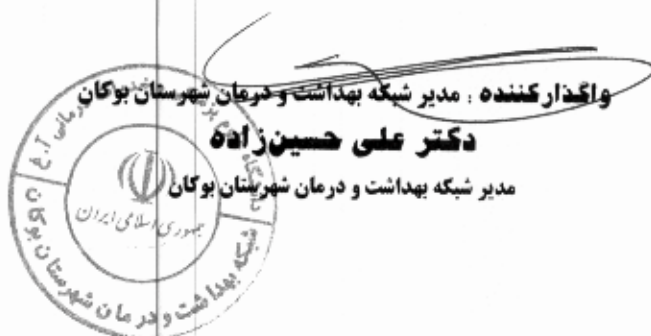 واگذارکننده : مدیر شبکه بهداشت و درمان شهرستان بوکان
دکتر علی حسین‌زاده
مدیر شبکه بهداشت و درمان شهرستان بوکان
جمهوری اسلامی ایران
شبکه بهداشت و درمان شهرستان بوکان